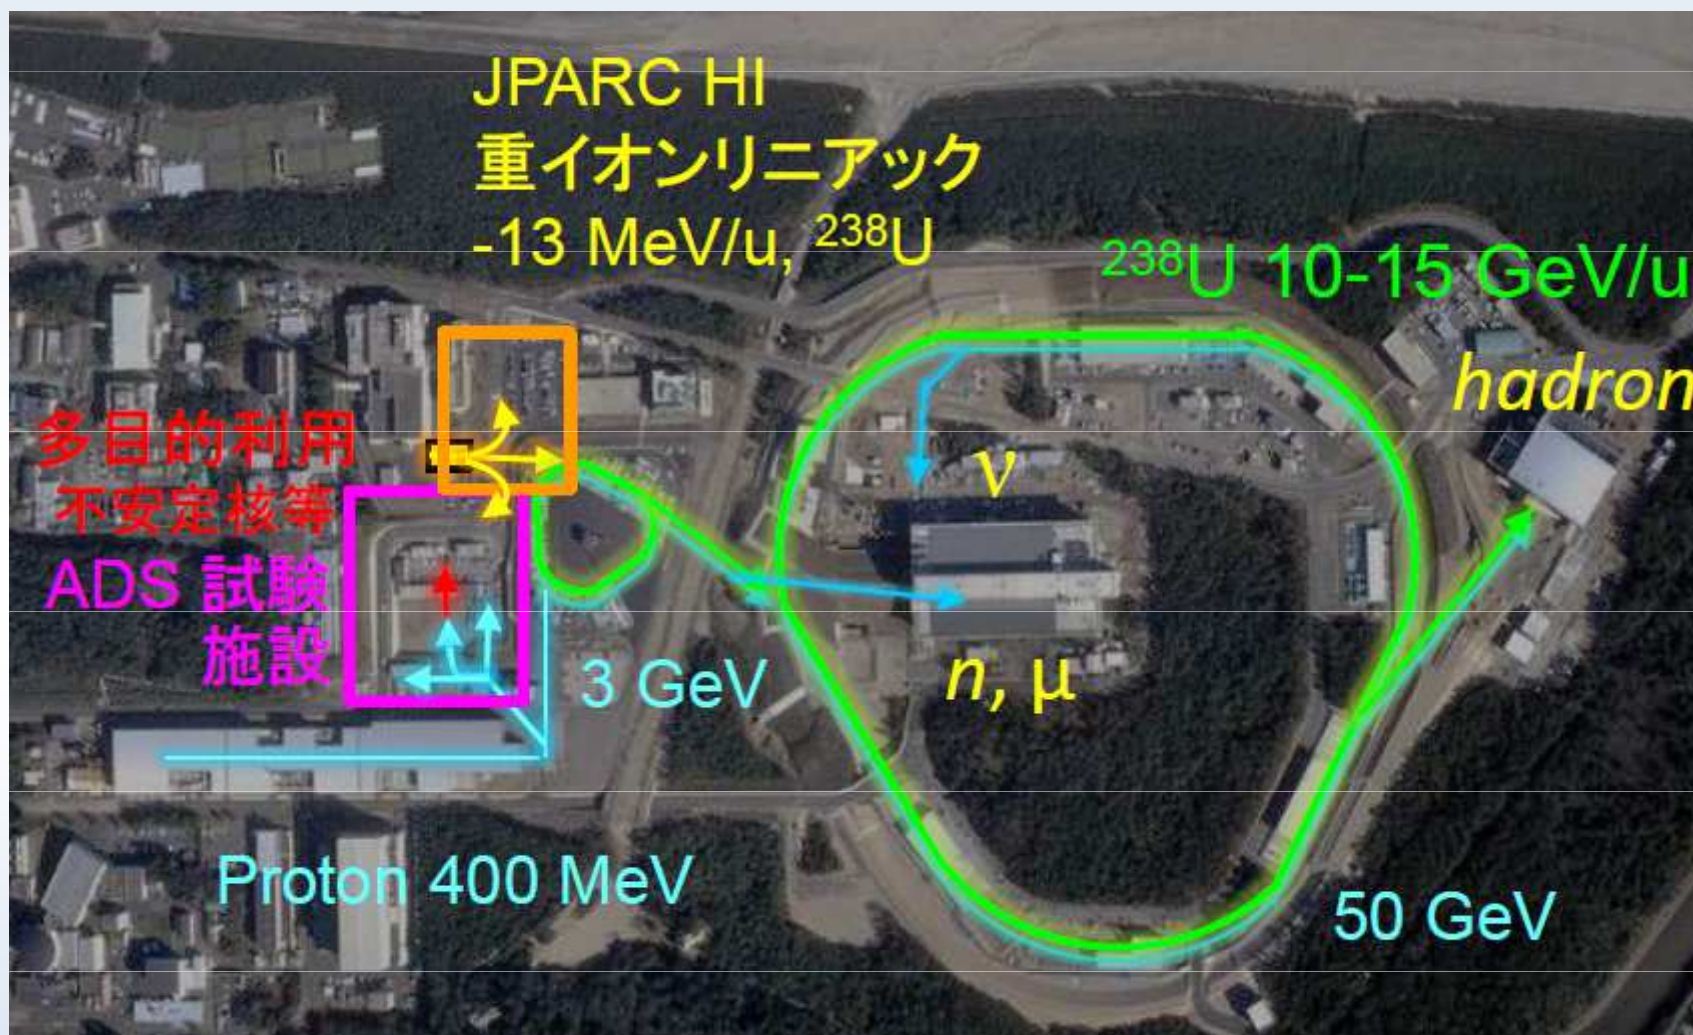 JPARC HI
重イオンリニアック
-13 MeV/u, ²³⁸U
²³⁸U 10-15 GeV/u
hadron
多目的利用
不安定核等
ν
ADS 試験
施設
3 GeV
n, μ
Proton 400 MeV
50 GeV